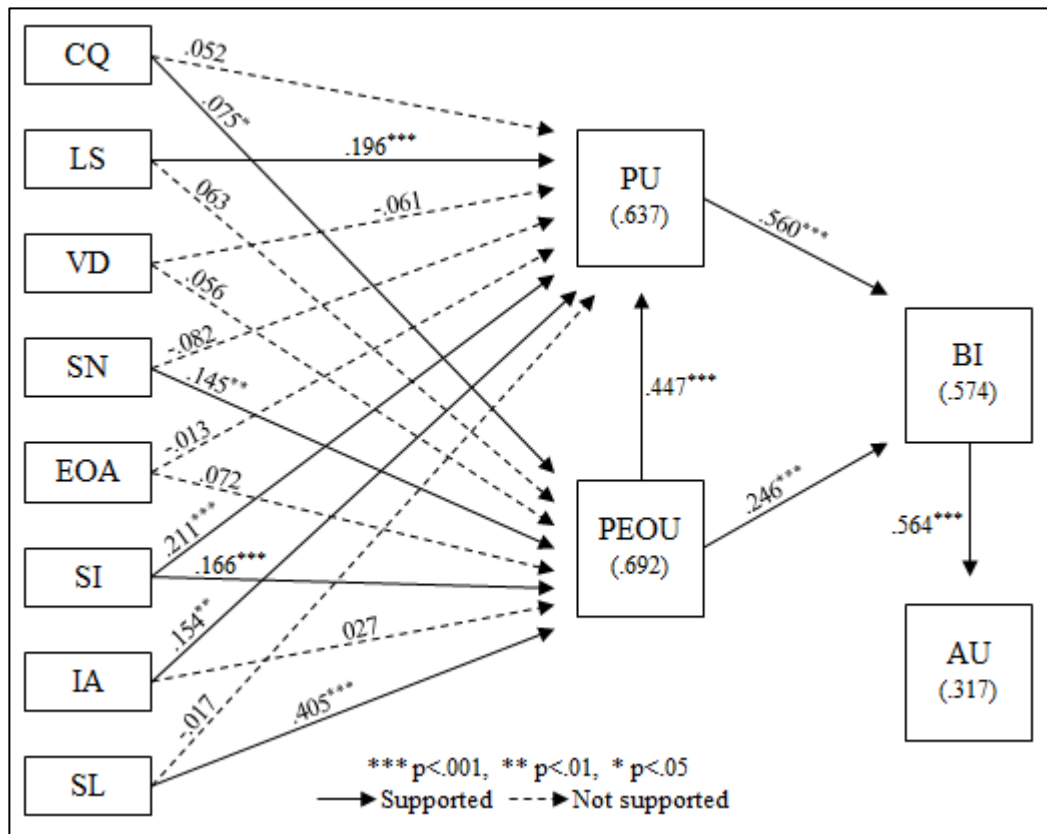 CQ
.052
.075*
LS
.196***
.063
PU
(.637)
-.061
VD
.056
.560***
SN
-.082
.145**
BI
(.574)
.447***
EOA
-.013
.072
PEOU
(.692)
.246***
.564***
SI
.211***
.166***
IA
.154**
027
AU
(.317)
SL
-.017
.405***
*** p<.001, ** p<.01, * p<.05
Supported
Not supported